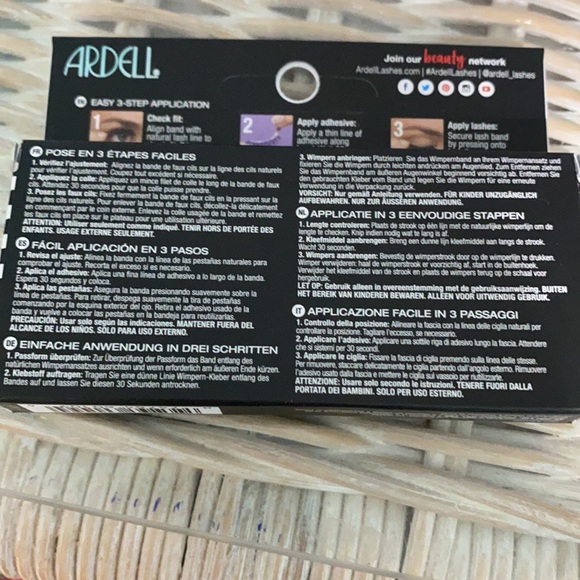 ARDELL®
Join our beauty network
ArdellLashes.com | #ArdellLashes | @ardell_lashes
EN EASY 3-STEP APPLICATION
1
Check fit:
Align band with
natural lash line to
2
Apply adhesive:
Apply a thin line of
adhesive along
3
Apply lashes:
Secure lash band
by pressing onto
FR POSE EN 3 ÉTAPES FACILES
1. Vérifiez l'ajustement: Alignez la bande de faux cils sur la ligne des cils naturels
pour vérifier l'ajustement. Coupez tout excédent si nécessaire.
2. Appliquez la colle: Appliquez un mince filet de colle le long de la bande de faux
cils. Attendre 30 secondes pour que la colle puisse prendre.
3. Posez les faux cils: Fixez fermement la bande de faux cils en la pressant sur la
ligne des cils. Pour enlever la bande de faux cils, décollez-la délicatement
en commençant par le coin externe. Enlevez la colle usagée de la bande et remettez
les faux cils en place sur le plateau pour une utilisation ultérieure.
ATTENTION: Utiliser seulement comme indiqué. TENIR HORS DE PORTÉE DES
ENFANTS. USAGE EXTERNE SEULEMENT.
ES FÁCIL APLICACIÓN EN 3 PASOS
1. Revisa el ajuste: Alinea la banda con la línea de pestañas naturales para
comprobar el ajuste. Recorta el exceso si es necesario.
2. Aplica el adhesivo: Aplica una fina línea de adhesivo a lo largo de la banda.
Espera 30 segundos y coloca.
3. Aplica las pestañas: Asegura la banda presionando suavemente sobre la
línea de pestañas. Para retirar, despega suavemente la tira de pestañas
comenzando por la esquina exterior del ojo. Retira el adhesivo usado de la
banda y vuelve a colocar las pestañas en la bandeja para reutilizarlas.
PRECAUCIÓN: Usar solo según las indicaciones. MANTENER FUERA DEL
ALCANCE DE LOS NIÑOS. SÓLO PARA USO EXTERNO.
DE EINFACHE ANWENDUNG IN DREI SCHRITTEN
1. Passform überprüfen: Zur Überprüfung der Passform das Band entlang des
natürlichen Wimpernansatzes ausrichten und wenn erforderlich am äußeren Ende kürzen.
2. Klebstoff auftragen: Tragen Sie eine dünne Linie Wimpern-Kleber entlang des
Bandes auf und lassen Sie diesen 30 Sekunden antrocknen.
3. Wimpern anbringen: Platzieren. Sie das Wimpernband an Ihrem Wimpernansatz und
fixieren Sie die Wimpern durch leichtes andrücken am Augenlied. Zum Entfernen ziehen
Sie das Wimpernband am äußeren Augenwinkel beginnend vorsichtig ab. Entfernen Sie
den gebrauchten Kleber vom Band und legen Sie die Wimpern für eine erneute
Verwendung in die Verpackung zurück.
VORSICHT: Nur gemäß Anleitung verwenden. FÜR KINDER UNZUGÄNGLICH
AUFBEWAHREN. NUR ZUR ÄUSSEREN ANWENDUNG.
NL APPLICATIE IN 3 EENVOUDIGE STAPPEN
1. Lengte controleren: Plaats de strook op één lijn met de natuurlijke wimperlijn om de
lengte te checken. Knip indien nodig wat te lang is af.
2. Kleefmiddel aanbrengen: Breng een dunne lijn kleefmiddel aan langs de strook.
Wacht 30 seconden.
3. Wimpers aanbrengen: Bevestig de wimperstrook door op de wimperlijn te drukken.
Wimper verwijderen: haal de wimperstrook er voorzichtig af, start in de buitenhoek.
Verwijder het kleefmiddel van de strook en plaats de wimpers terug op de schaal voor
hergebruik.
LET OP: Gebruik alleen in overeenstemming met de gebruiksaanwijzing. BUITEN
HET BEREIK VAN KINDEREN BEWAREN. ALLEEN VOOR UITWENDIG GEBRUIK.
IT APPLICAZIONE FACILE IN 3 PASSAGGI
1. Controllo della posizione: Allineare le fascia con la linea delle ciglia naturali per
controllare la posizione. Tagliare l'eccesso, se necessario.
2. Applicare l'adesivo: Applicare una sottile riga di adesivo lungo la fascia. Attendere
che si sistemi per 30 secondi.
3. Applicare le ciglia: Fissare la fascia di ciglia premendo sulla linea delle stesse.
Per rimuovere, staccare delicatamente le ciglia partendo dal bordo esterno. Rimuovere
l'adesivo usato dalla fascia e mettere le ciglia sul vassoio per riutilizzarle.
ATTENZIONE: Usare solo secondo le istruzioni. TENERE FUORI DALLA
PORTATA DEI BAMBINI. SOLO PER USO ESTERNO.